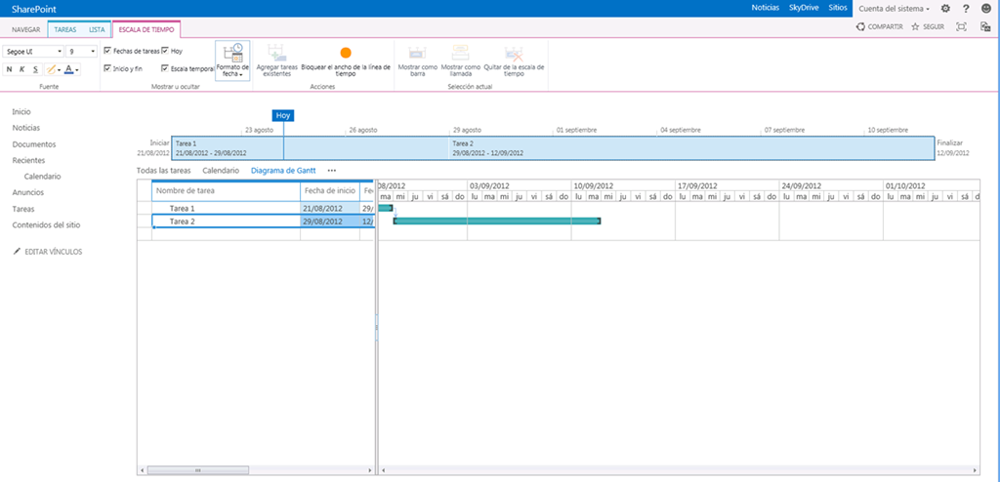 SharePoint
Noticias SkyDrive Sitios Cuenta del sistema
NAVEGAR TAREAS LISTA ESCALA DE TIEMPO
COMPARTIR SEGUIR
Segoe UI 9
N K S A
Fuente
Fechas de tareas Hoy
Inicio y fin Escala temporal
Formato de fecha
Mostrar u ocultar
Agregar tareas existentes
Bloquear el ancho de la línea de tiempo
Acciones
Mostrar como barra
Mostrar como llamada
Quitar de la escala de tiempo
Selección actual
Inicio
Noticias
Documentos
Recientes
Calendario
Anuncios
Tareas
Contenidos del sitio
EDITAR VÍNCULOS
Hoy
23 agosto 26 agosto 29 agosto 01 septiembre 04 septiembre 07 septiembre 10 septiembre
Iniciar
21/08/2012
Tarea 1
21/08/2012 - 29/08/2012
Tarea 2
29/08/2012 - 12/09/2012
Finalizar
12/09/2012
Todas las tareas Calendario Diagrama de Gantt ...
Nombre de tarea Fecha de inicio Fe
Tarea 1 21/08/2012 29/
Tarea 2 29/08/2012 12/
08/2012 03/09/2012 10/09/2012 17/09/2012 24/09/2012 01/10/2012
ma mi ju vi sá do lu ma mi ju vi sá do lu ma mi ju vi sá do lu ma mi ju vi sá do lu ma mi ju vi sá do lu ma mi ju vi sá d